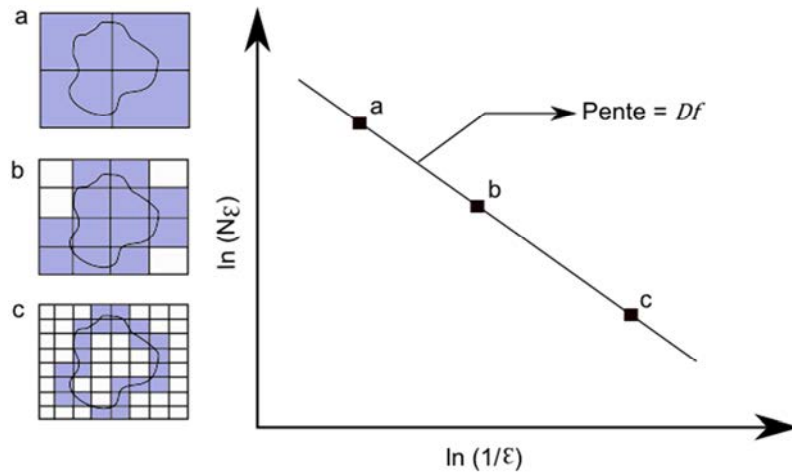 a
b
c
ln (Nε)
a
Pente = Df
b
c
ln (1/ε)